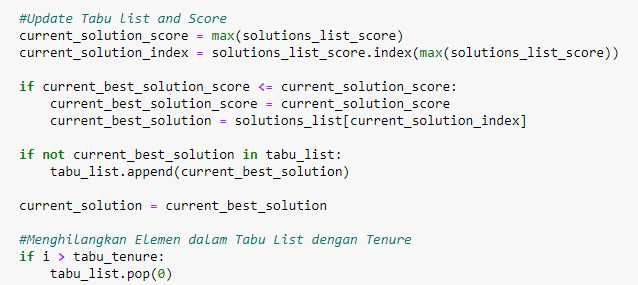 #Update Tabu list and Score
current_solution_score = max(solutions_list_score)
current_solution_index = solutions_list_score.index(max(solutions_list_score))
if current_best_solution_score <= current_solution_score:
current_best_solution_score = current_solution_score
current_best_solution = solutions_list[current_solution_index]
if not current_best_solution in tabu_list:
tabu_list.append(current_best_solution)
current_solution = current_best_solution
#Menghilangkan Elemen dalam Tabu List dengan Tenure
if i > tabu_tenure:
tabu_list.pop(0)